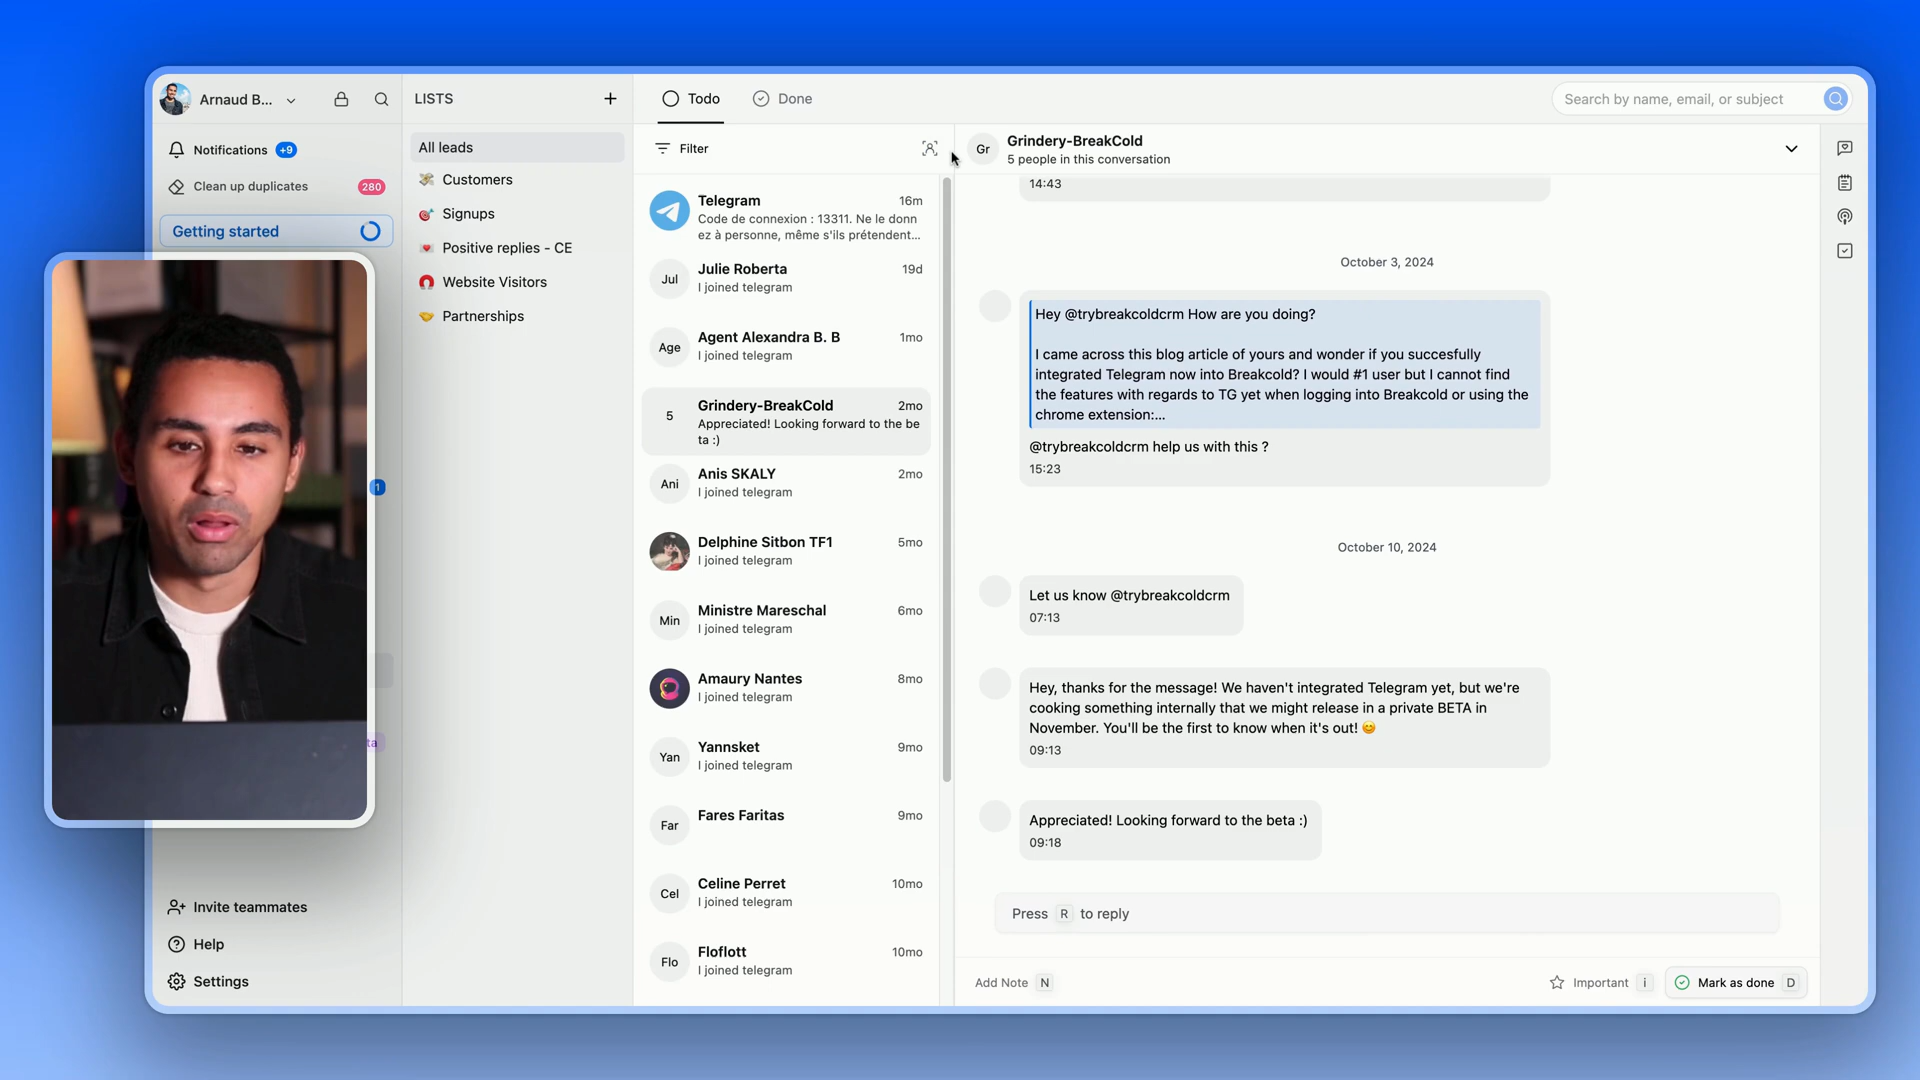 Arnaud B...
Notifications +9
Clean up duplicates 280
Getting started
1
ta
Invite teammates
Help
Settings
LISTS
All leads
Customers
Signups
Positive replies - CE
Website Visitors
Partnerships
Todo
Done
Filter
Telegram 16m
Code de connexion : 13311. Ne le donn
ez à personne, même s'ils prétendent...
Jul
Julie Roberta 19d
I joined telegram
Age
Agent Alexandra B. B 1mo
I joined telegram
5
Grindery-BreakCold 2mo
Appreciated! Looking forward to the be
ta :)
Ani
Anis SKALY 2mo
I joined telegram
Delphine Sitbon TF1 5mo
I joined telegram
Min
Ministre Mareschal 6mo
I joined telegram
Amaury Nantes 8mo
I joined telegram
Yan
Yannsket 9mo
I joined telegram
Far
Fares Faritas 9mo
Cel
Celine Perret 10mo
I joined telegram
Flo
Floflott 10mo
I joined telegram
Search by name, email, or subject
Gr
Grindery-BreakCold
5 people in this conversation
14:43
October 3, 2024
Hey @trybreakcoldcrm How are you doing?
I came across this blog article of yours and wonder if you succesfully
integrated Telegram now into Breakcold? I would #1 user but I cannot find
the features with regards to TG yet when logging into Breakcold or using the
chrome extension:...
@trybreakcoldcrm help us with this ?
15:23
October 10, 2024
Let us know @trybreakcoldcrm
07:13
Hey, thanks for the message! We haven't integrated Telegram yet, but we're
cooking something internally that we might release in a private BETA in
November. You'll be the first to know when it's out! 😊
09:13
Appreciated! Looking forward to the beta :)
09:18
Press R to reply
Add Note N
Important i
Mark as done D